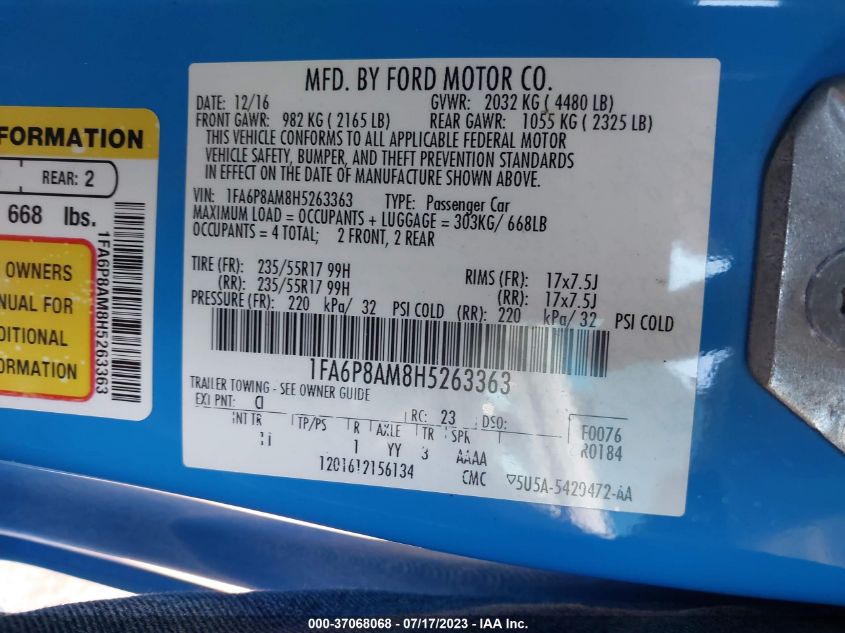 FORMATION
REAR: 2
668 lbs.
OWNERS
NUAL FOR
DITIONAL
ORMATION
1FA6P8AM8H5263363
MFD. BY FORD MOTOR CO.
DATE: 12/16 GVWR: 2032 KG ( 4480 LB)
FRONT GAWR: 982 KG ( 2165 LB) REAR GAWR: 1055 KG ( 2325 LB)
THIS VEHICLE CONFORMS TO ALL APPLICABLE FEDERAL MOTOR
VEHICLE SAFETY, BUMPER, AND THEFT PREVENTION STANDARDS
IN EFFECT ON THE DATE OF MANUFACTURE SHOWN ABOVE.
VIN: 1FA6P8AM8H5263363 TYPE: Passenger Car
MAXIMUM LOAD = OCCUPANTS + LUGGAGE = 303KG/ 668LB
OCCUPANTS = 4 TOTAL; 2 FRONT, 2 REAR
TIRE (FR): 235/55R17 99H RIMS (FR): 17x7.5J
(RR): 235/55R17 99H (RR): 17x7.5J
PRESSURE (FR): 220 kPa/ 32 PSI COLD (RR): 220 kPa/ 32 PSI COLD
1FA6P8AM8H5263363
TRAILER TOWING - SEE OWNER GUIDE
EXT PNT: RC: 23 DSO: F0076
INT TR TP/PS R AXLE TR SPR R0184
1 YY 3 AAAA
1201612156134 CMC ▽5U5A-5429472-AA
000-37068068 - 07/17/2023 - IAA Inc.